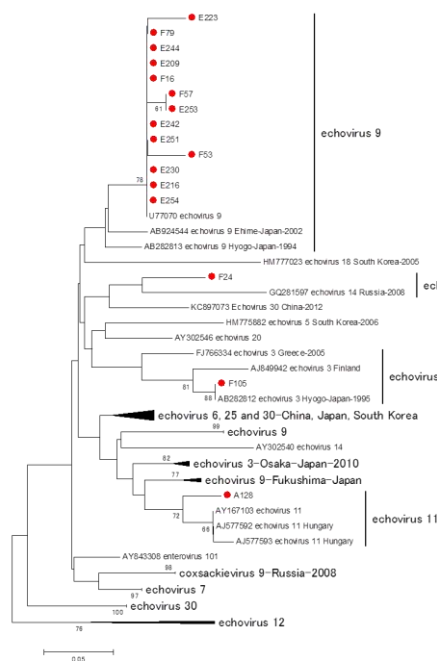 E223
F79
E244
E209
F16
F57
61
E253
E242
E251
echovirus 9
F53
E230
76
E216
E254
U77070 echovirus 9
AB924544 echovirus 9 Ehime-Japan-2002
AB282813 echovirus 9 Hyogo-Japan-1994
HM777023 echovirus 18 South Korea-2005
F24
ec
GQ281597 echovirus 14 Russia-2008
KC897073 Echovirus 30 China-2012
HM775882 echovirus 5 South Korea-2006
AY302546 echovirus 20
FJ766334 echovirus 3 Greece-2005
AJ849942 echovirus 3 Finland
echovirus
81
F105
88
AB282812 echovirus 3 Hyogo-Japan-1995
echovirus 6, 25 and 30-China, Japan, South Korea
99
echovirus 9
AY302540 echovirus 14
82
echovirus 3-Osaka-Japan-2010
77
echovirus 9-Fukushima-Japan
A128
72
AY167103 echovirus 11
echovirus 11
66
AJ577592 echovirus 11 Hungary
AJ577593 echovirus 11 Hungary
AY843308 enterovirus 101
98
coxsackievirus 9-Russia-2008
97
echovirus 7
100
echovirus 30
76
echovirus 12
0.05